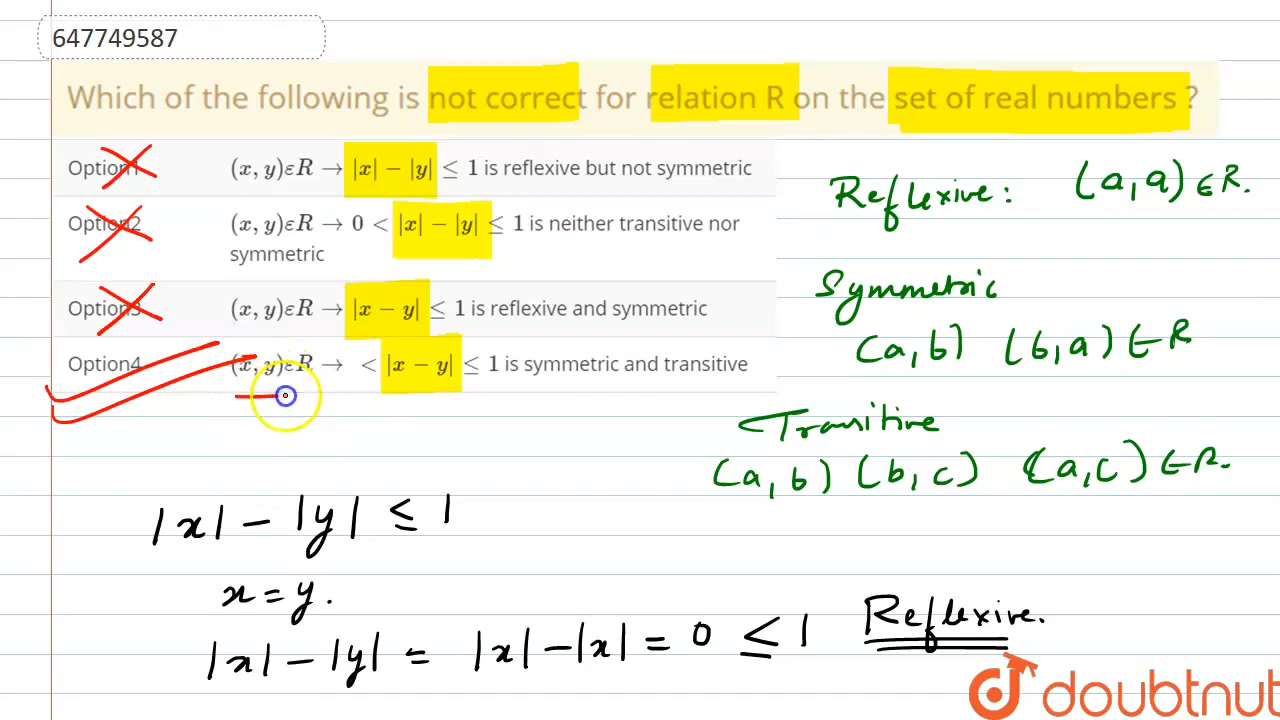 647749587
Which of the following is not correct for relation R on the set of real numbers ?
Option1 (x, y)εR → |x| − |y| ≤ 1 is reflexive but not symmetric
Option2 (x, y)εR → 0 < |x| − |y| ≤ 1 is neither transitive nor
symmetric
Option3 (x, y)εR → |x − y| ≤ 1 is reflexive and symmetric
Option4 (x, y)εR → < |x − y| ≤ 1 is symmetric and transitive
Reflexive: (a,a) ∈ R.
Symmetric
(a,b) (b,a) ∈ R
Transitive
(a,b) (b,c) (a,c) ∈ R.
|x| − |y| ≤ 1
x = y.
|x| − |y| = |x| − |x| = 0 ≤ 1 Reflexive.
doubtnut